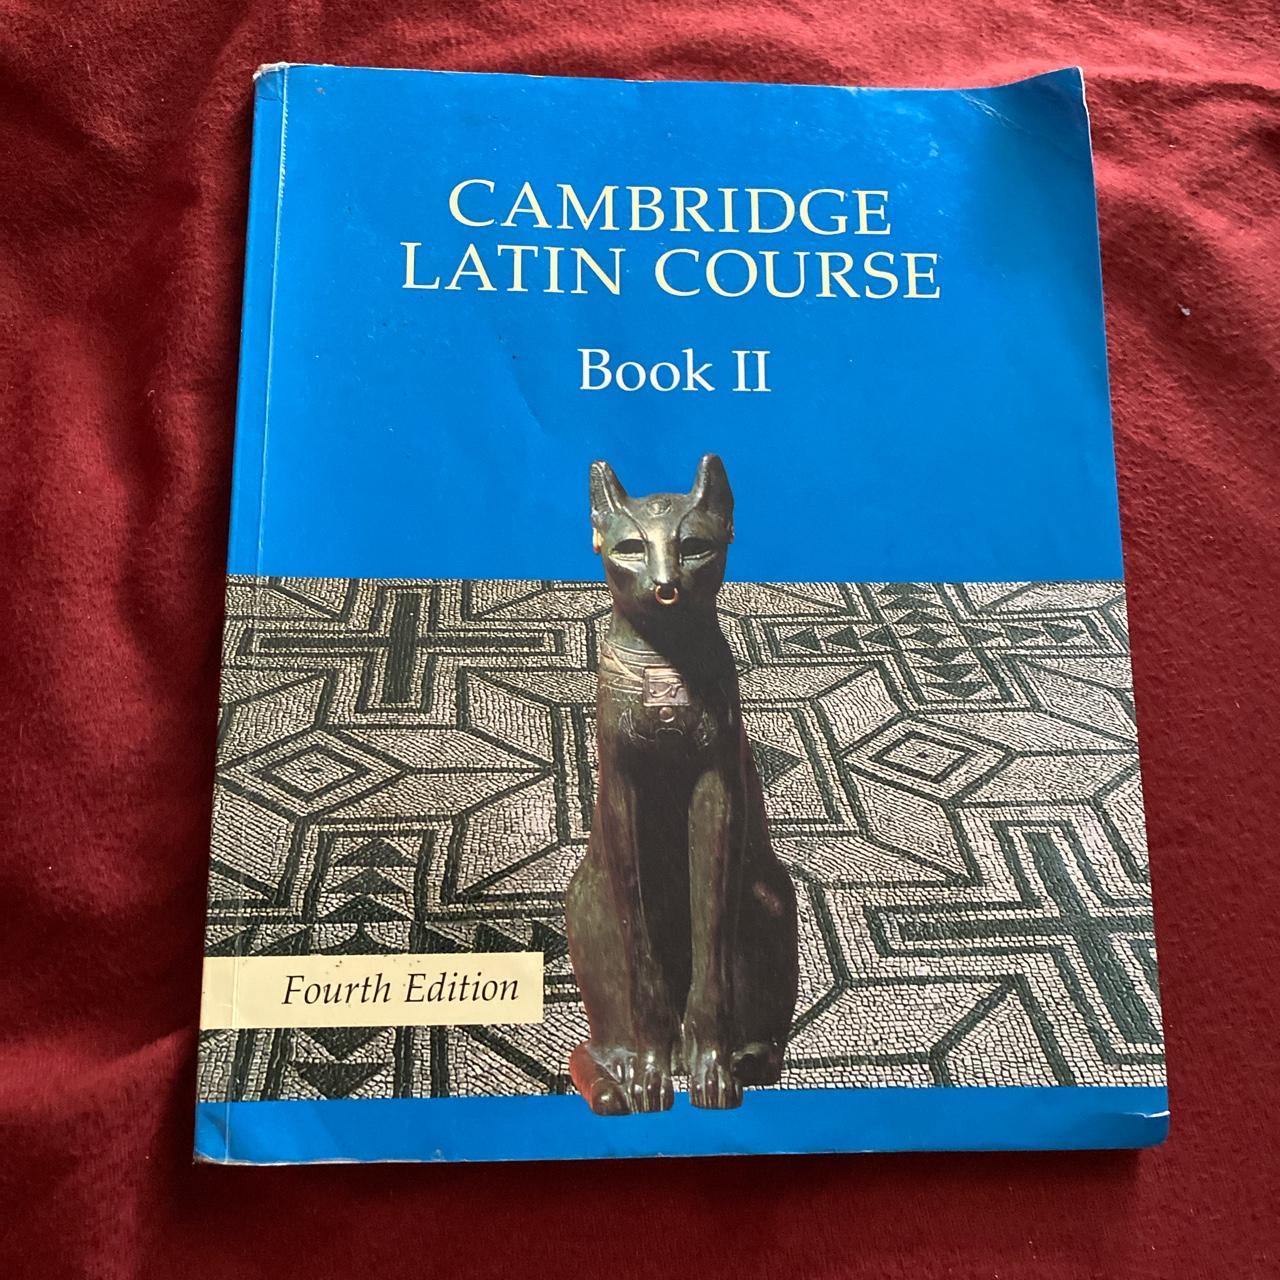 CAMBRIDGE
LATIN COURSE
Book II
Fourth Edition